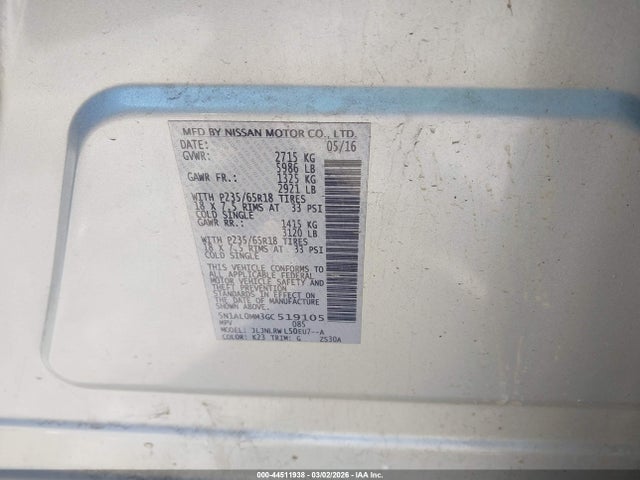 MFD BY NISSAN MOTOR CO., LTD.
DATE: 05/16
GVWR: 2715 KG
5986 LB
GAWR FR.: 1325 KG
2921 LB
WITH P235/65R18 TIRES
18 X 7.5 RIMS AT 33 PSI
COLD SINGLE
GAWR RR.: 1415 KG
3120 LB
WITH P235/65R18 TIRES
18 X 7.5 RIMS AT 33 PSI
COLD SINGLE
THIS VEHICLE CONFORMS TO
ALL APPLICABLE FEDERAL
MOTOR VEHICLE SAFETY
AND THEFT PREVENTION
STANDARDS IN EFFECT ON
THE DATE OF MANUFACTURE
SHOWN ABOVE.
5N1AL0MM3GC519105
MPV 085
MODEL: JLJNLRWL50EU7--A
COLOR: K23 TRIM: G ZS30A
000-44511938 - 03/02/2026 - IAA Inc.